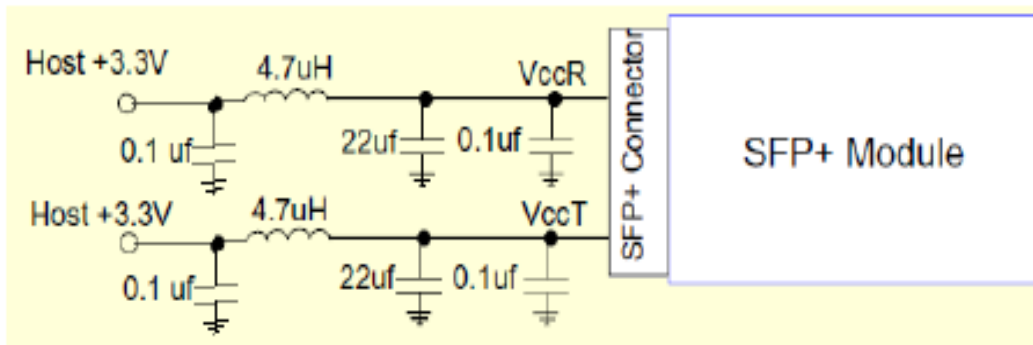 Host +3.3V
4.7uH
VccR
0.1 uf
22uf
0.1uf
Host +3.3V
4.7uH
VccT
0.1 uf
22uf
0.1uf
SFP+ Connector
SFP+ Module